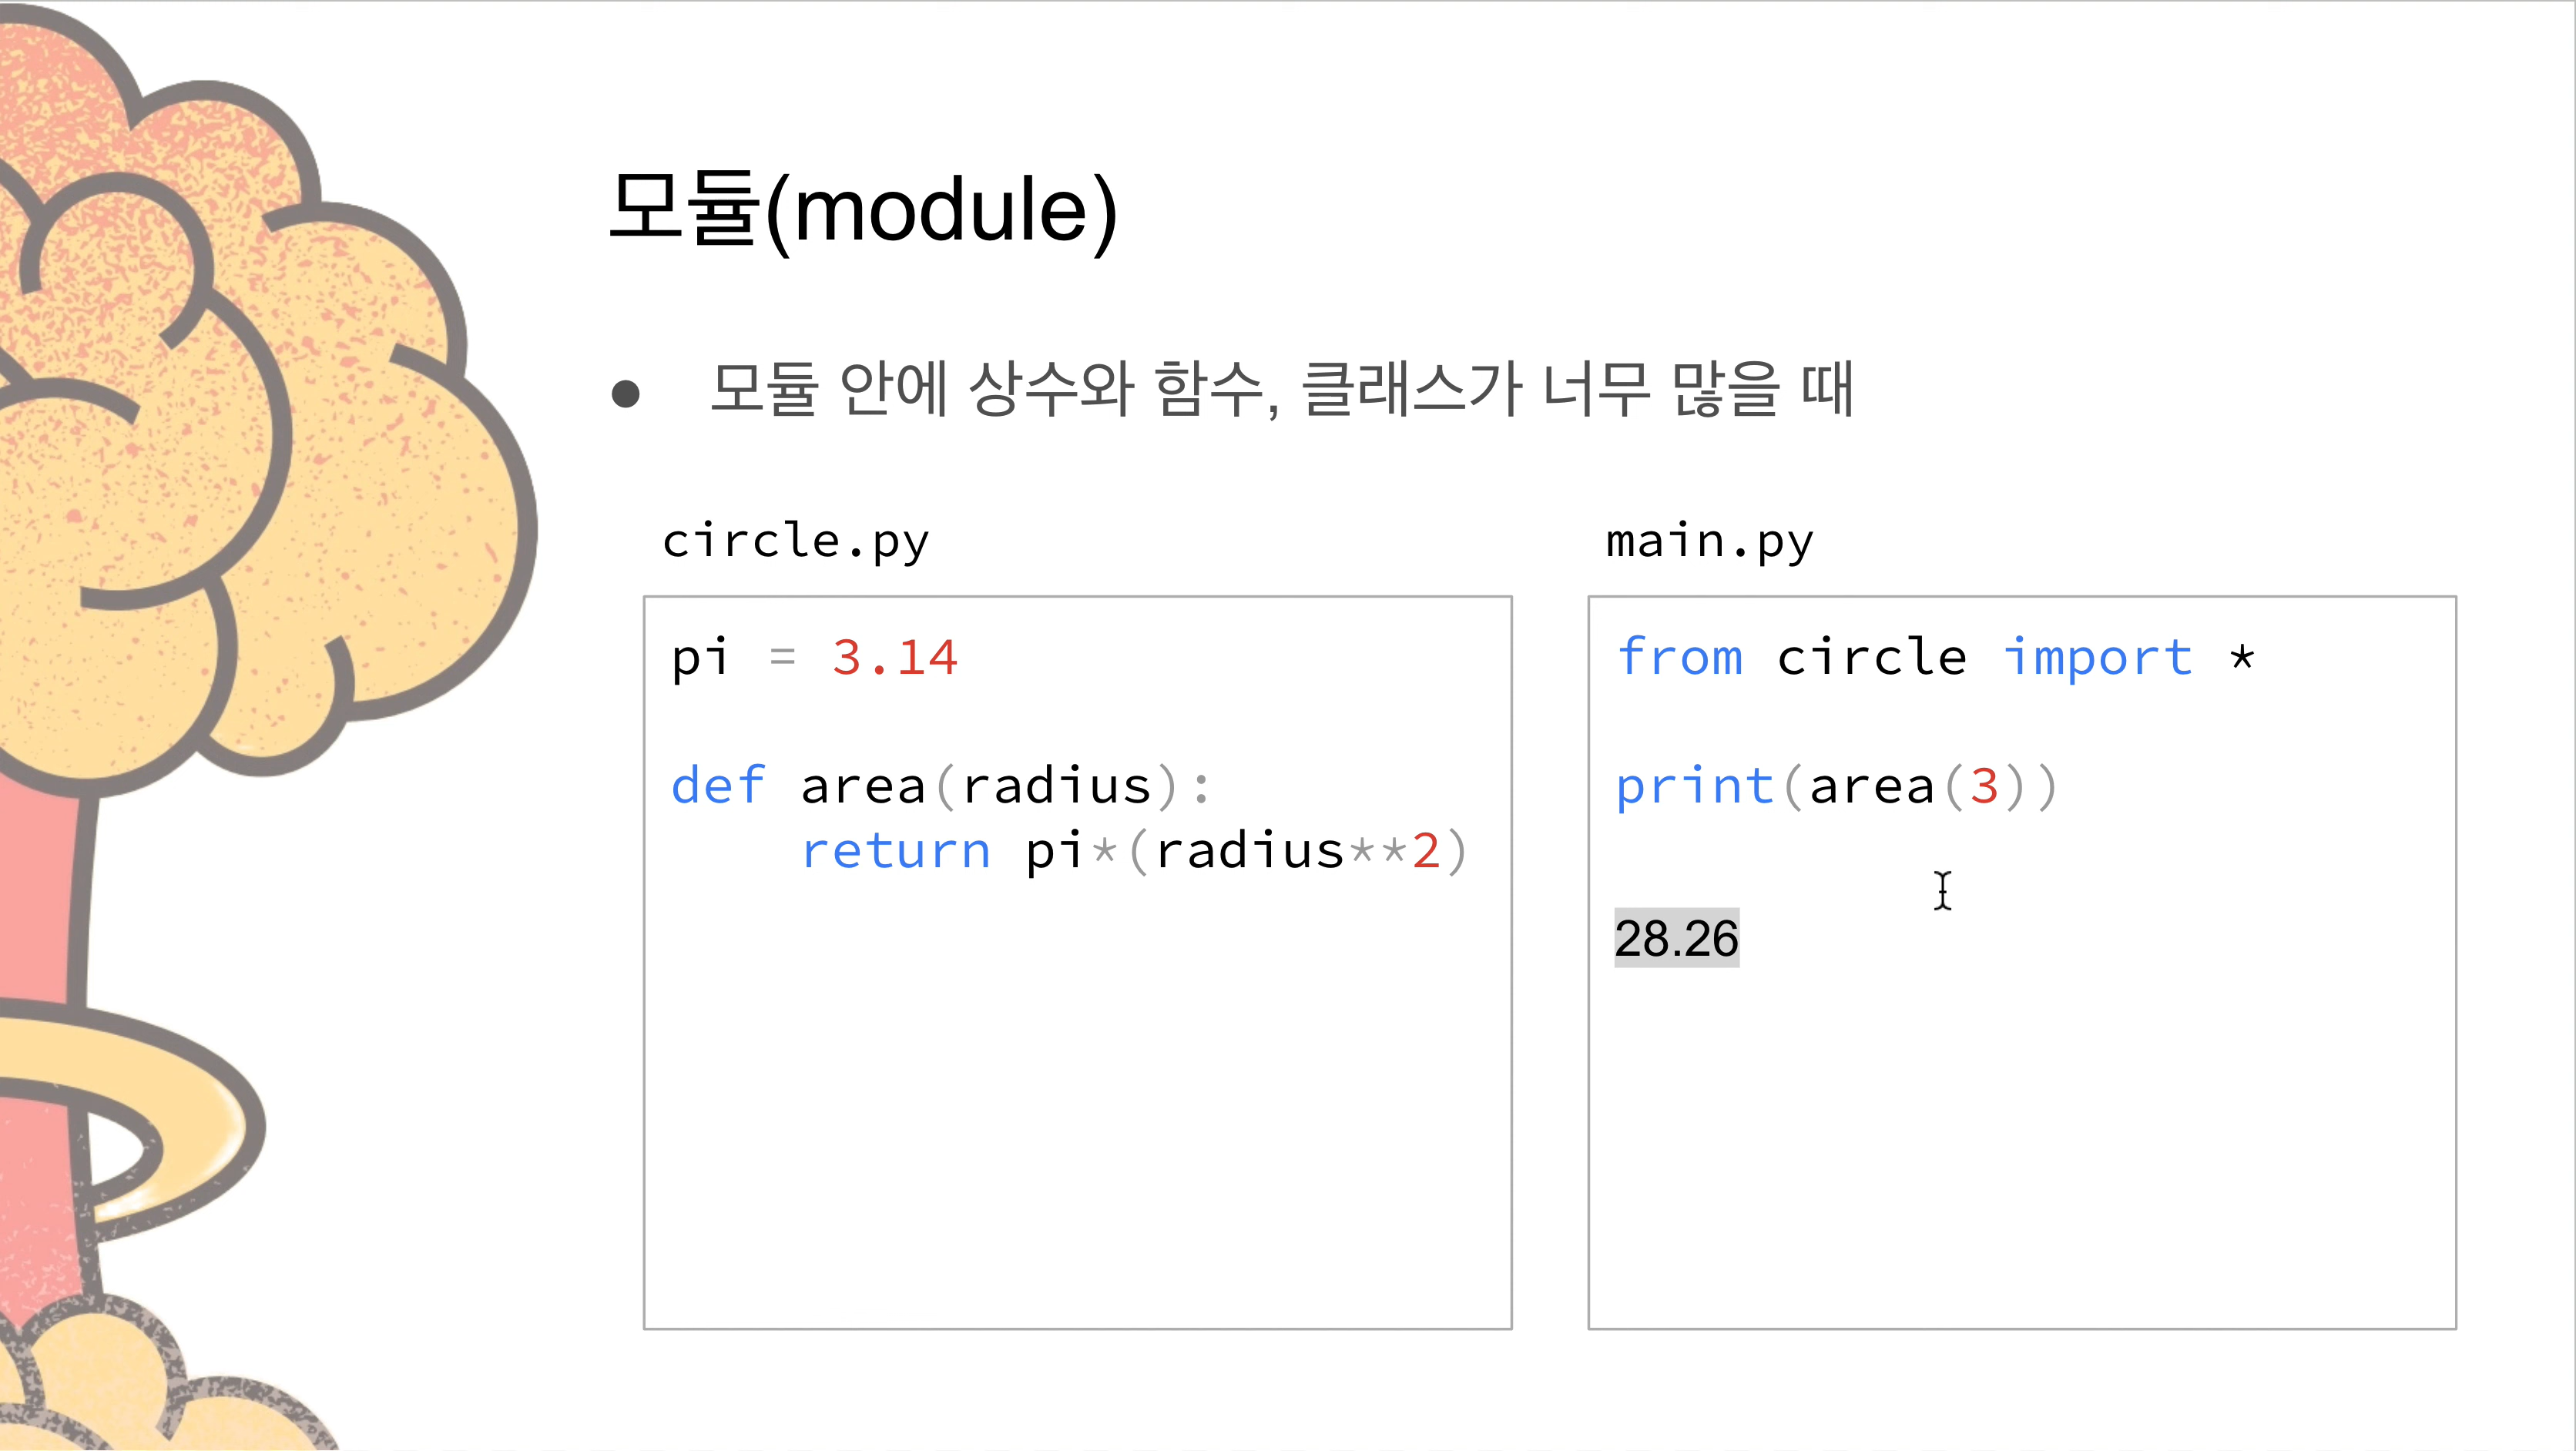 모듈(module)
● 모듈 안에 상수와 함수, 클래스가 너무 많을 때
circle.py
pi = 3.14
def area(radius):
    return pi*(radius**2)
main.py
from circle import *
print(area(3))
28.26